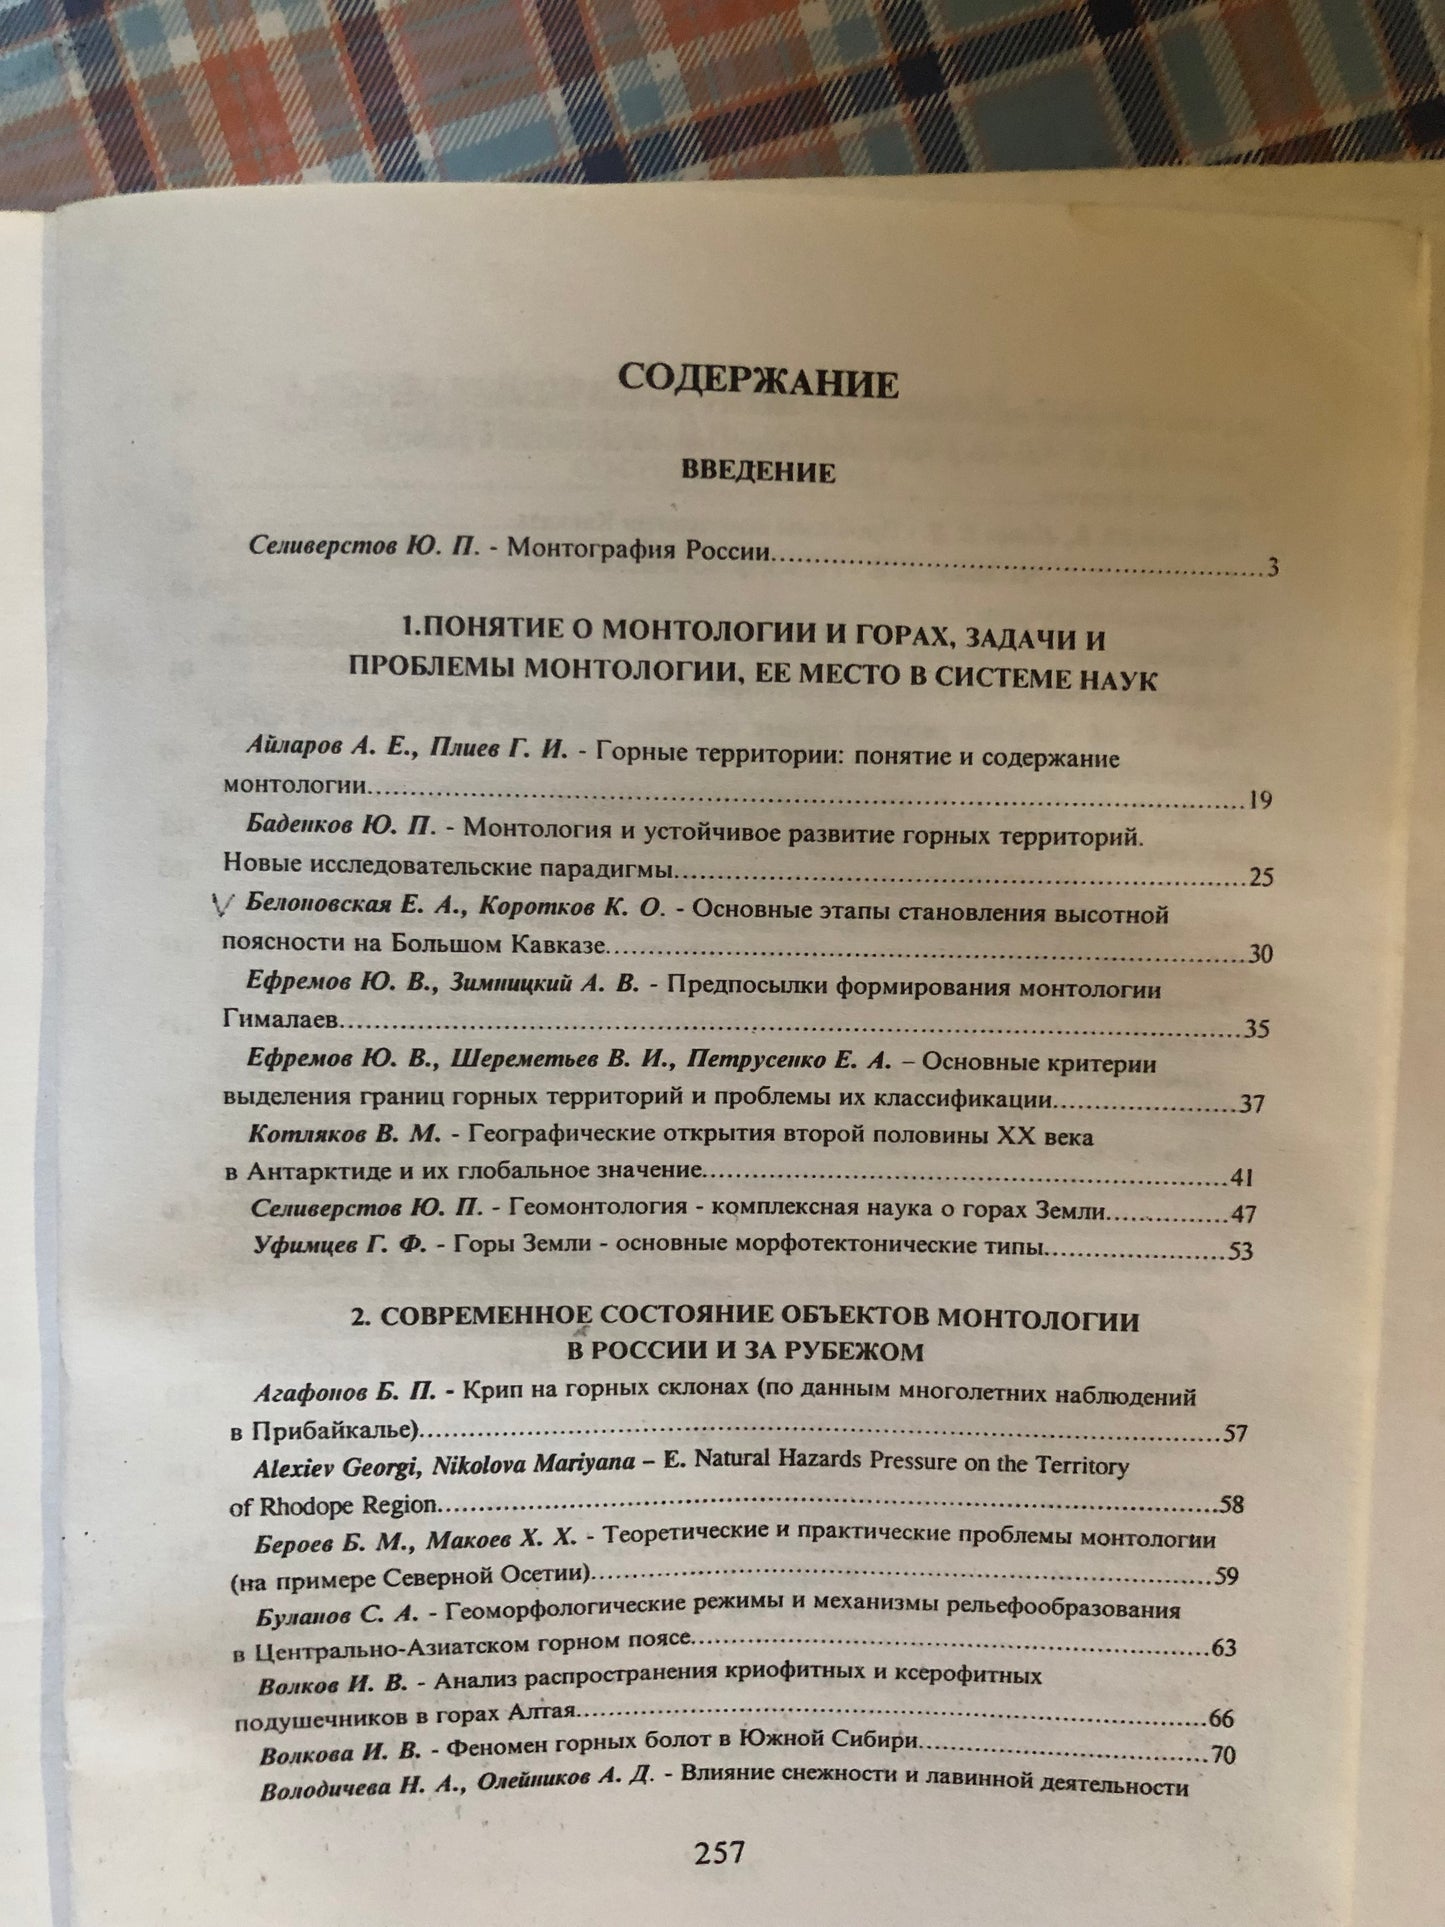 СОДЕРЖАНИЕ
ВВЕДЕНИЕ
Селиверстов Ю. П. - Монтография России....................3
1.ПОНЯТИЕ О МОНТОЛОГИИ И ГОРАХ, ЗАДАЧИ И
ПРОБЛЕМЫ МОНТОЛОГИИ, ЕЕ МЕСТО В СИСТЕМЕ НАУК
Айларов А. Е., Плиев Г. И. - Горные территории: понятие и содержание
монтологии....................19
Баденков Ю. П. - Монтология и устойчивое развитие горных территорий.
Новые исследовательские парадигмы....................25
Белоновская Е. А., Коротков К. О. - Основные этапы становления высотной
поясности на Большом Кавказе....................30
Ефремов Ю. В., Зимницкий А. В. - Предпосылки формирования монтологии
Гималаев....................35
Ефремов Ю. В., Шереметьев В. И., Петрусенко Е. А. – Основные критерии
выделения границ горных территорий и проблемы их классификации....................37
Котляков В. М. - Географические открытия второй половины XX века
в Антарктиде и их глобальное значение....................41
Селиверстов Ю. П. - Геомонтология - комплексная наука о горах Земли....................47
Уфимцев Г. Ф. - Горы Земли - основные морфотектонические типы....................53
2. СОВРЕМЕННОЕ СОСТОЯНИЕ ОБЪЕКТОВ МОНТОЛОГИИ
В РОССИИ И ЗА РУБЕЖОМ
Агафонов Б. П. - Крип на горных склонах (по данным многолетних наблюдений
в Прибайкалье)....................57
Alexiev Georgi, Nikolova Mariyana – E. Natural Hazards Pressure on the Territory
of Rhodope Region....................58
Бероев Б. М., Макоев Х. Х. - Теоретические и практические проблемы монтологии
(на примере Северной Осетии)....................59
Буланов С. А. - Геоморфологические режимы и механизмы рельефообразования
в Центрально-Азиатском горном поясе....................63
Волков И. В. - Анализ распространения криофитных и ксерофитных
подушечников в горах Алтая....................66
Волкова И. В. - Феномен горных болот в Южной Сибири....................70
Володичева Н. А., Олейников А. Д. - Влияние снежности и лавинной деятельности
257